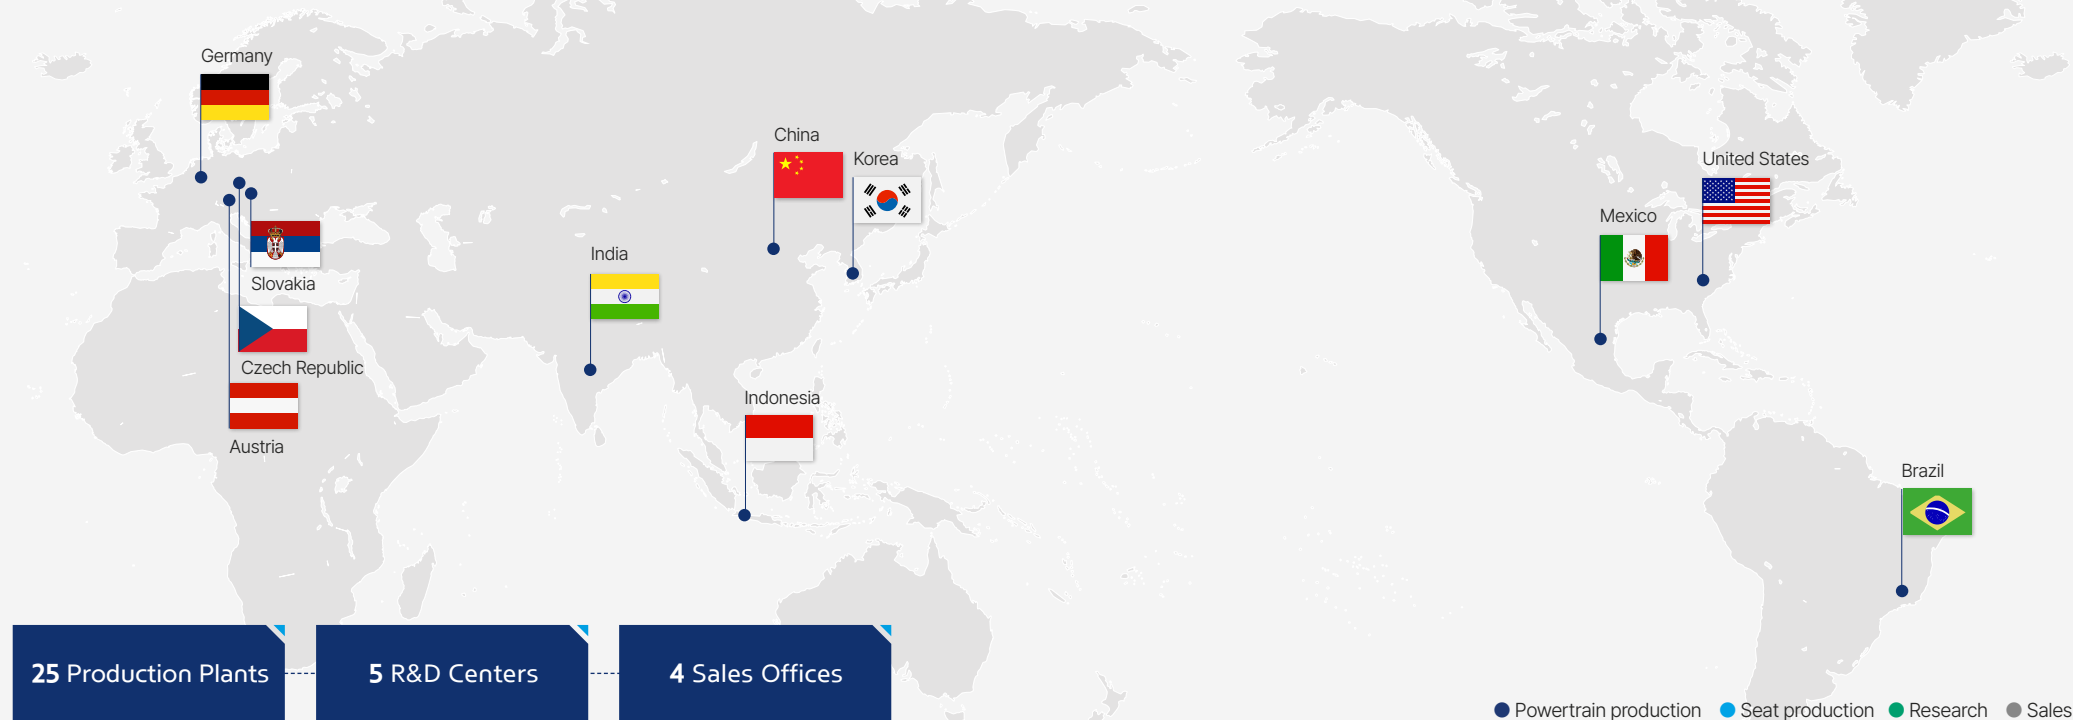 Germany
China
Korea
United States
Mexico
India
Slovakia
Czech Republic
Indonesia
Austria
Brazil
25 Production Plants
5 R&D Centers
4 Sales Offices
Powertrain production
Seat production
Research
Sales